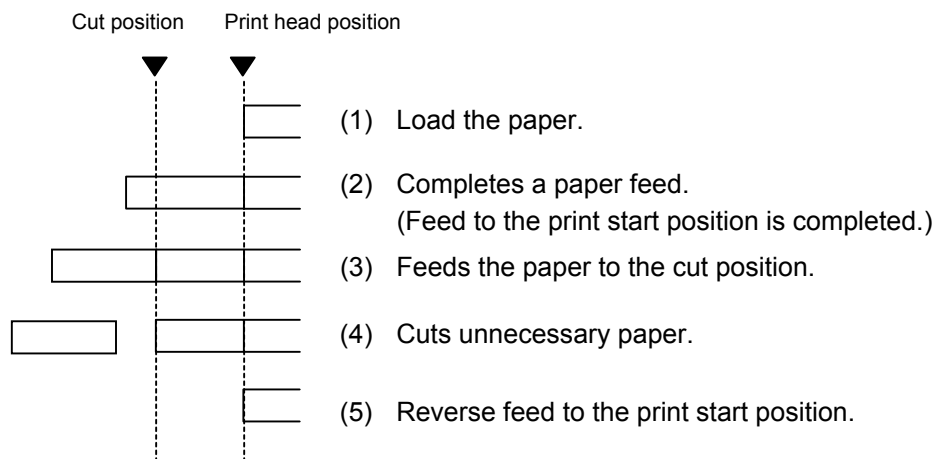 Cut position Print head position
(1) Load the paper.
(2) Completes a paper feed.
(Feed to the print start position is completed.)
(3) Feeds the paper to the cut position.
(4) Cuts unnecessary paper.
(5) Reverse feed to the print start position.